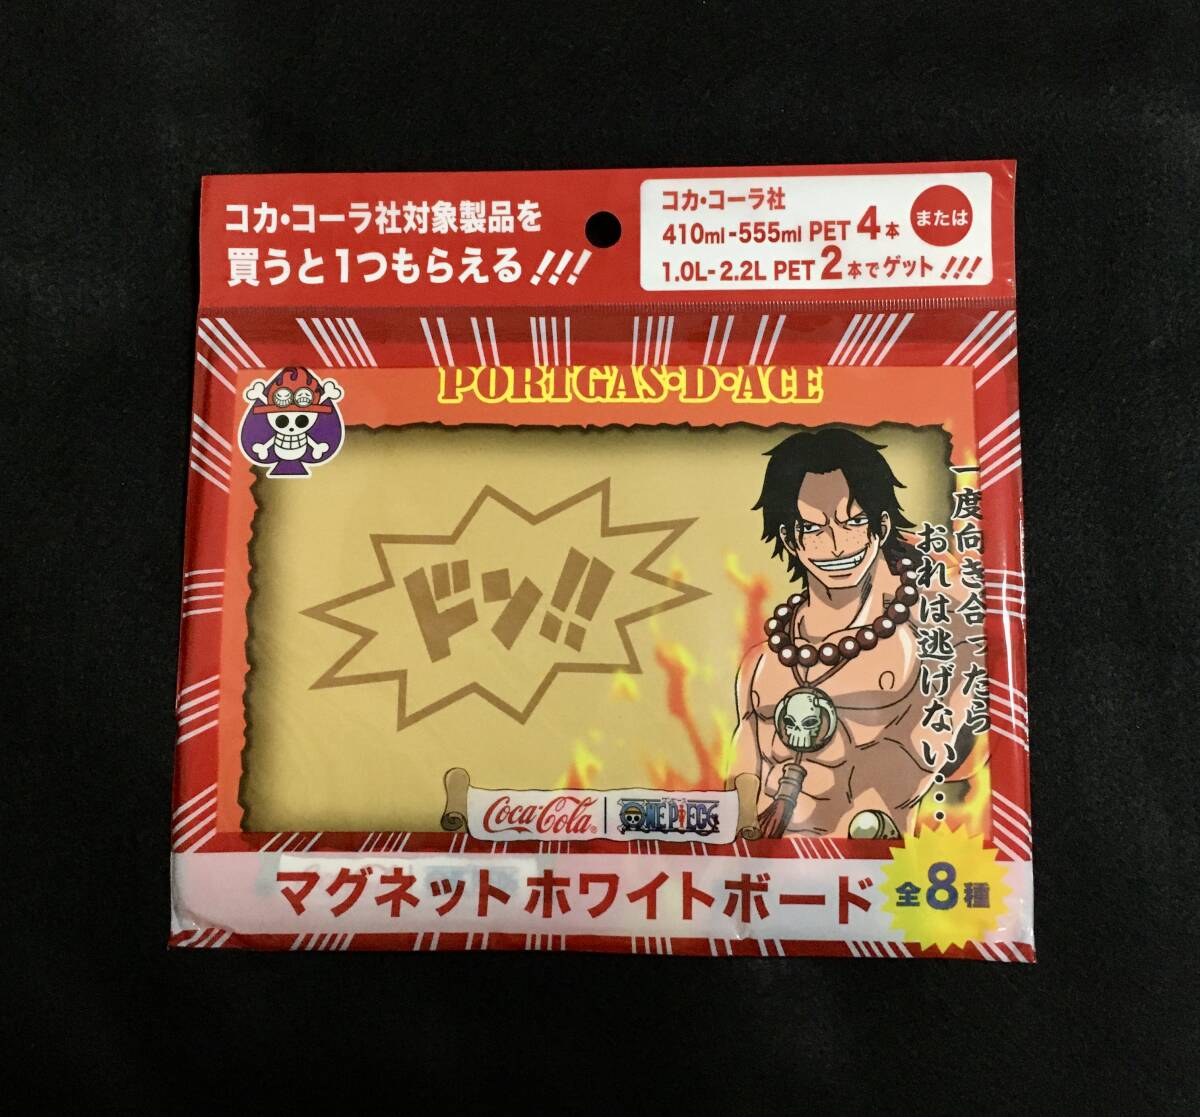 コカ・コーラ社対象製品を
買うと1つもらえる!!!
コカ・コーラ社
410ml-555ml PET 4本
または
1.0L-2.2L PET 2本でゲット!!!
PORTGAS・D・ACE
一度向き合ったら
おれは逃げない…
ドン!!
Coca-Cola
ONE PIECE
マグネットホワイトボード
全8種